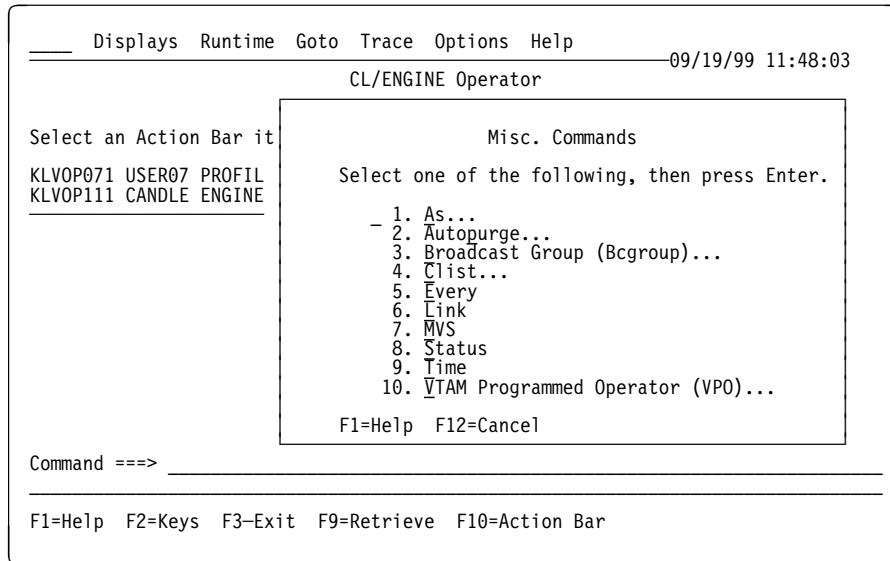 ____ Displays Runtime Goto Trace Options Help
09/19/99 11:48:03
CL/ENGINE Operator
Select an Action Bar it
KLVOP071 USER07 PROFIL
KLVOP111 CANDLE ENGINE
Misc. Commands
Select one of the following, then press Enter.
_ 1. As...
2. Autopurge...
3. Broadcast Group (Bcgroup)...
4. Clist...
5. Every
6. Link
7. MVS
8. Status
9. Time
10. VTAM Programmed Operator (VPO)...
F1=Help F12=Cancel
Command ===>
F1=Help F2=Keys F3—Exit F9=Retrieve F10=Action Bar